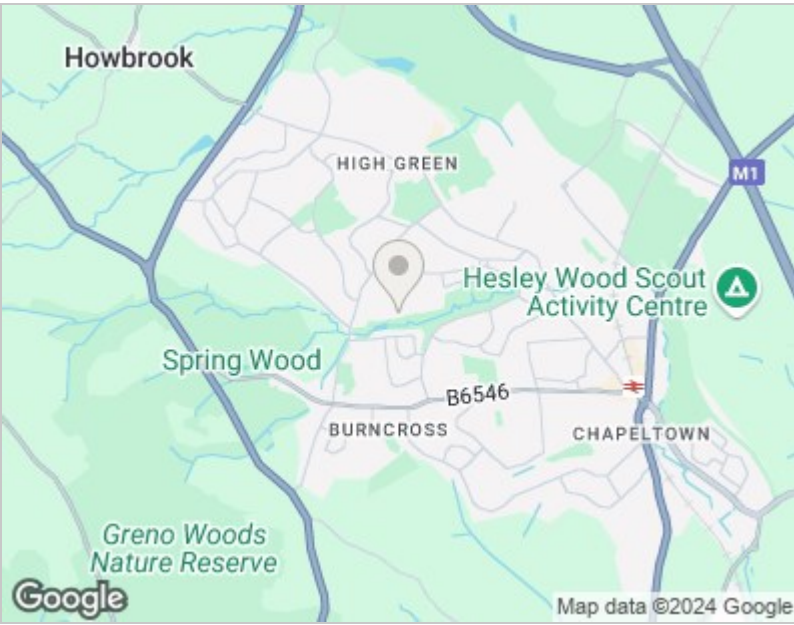 Howbrook
HIGH GREEN
M1
Hesley Wood Scout
Activity Centre
Spring Wood
B6546
BURNCROSS
CHAPELTOWN
Greno Woods
Nature Reserve
Google
Map data ©2024 Google